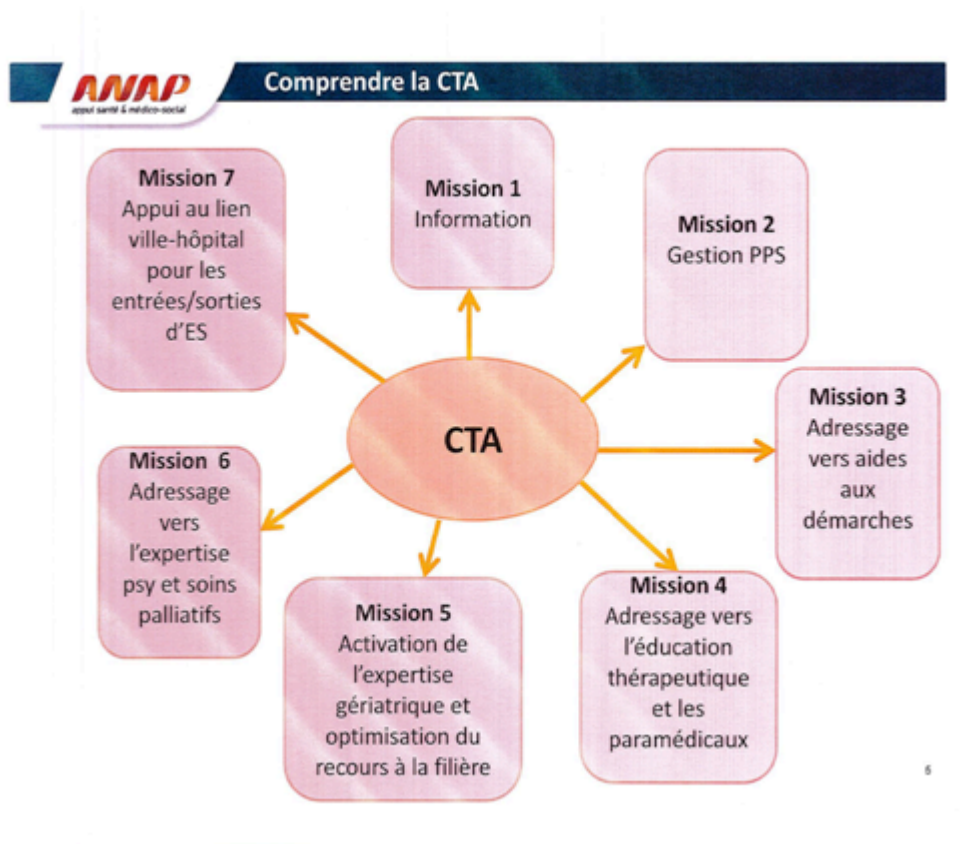 ANAP
appui santé & médico-social
Comprendre la CTA
Mission 7
Appui au lien
ville-hôpital
pour les
entrées/sorties
d'ES
Mission 1
Information
Mission 2
Gestion PPS
Mission 3
Adressage
vers aides
aux
démarches
CTA
Mission 6
Adressage
vers
l'expertise
psy et soins
palliatifs
Mission 5
Activation de
l'expertise
gériatrique et
optimisation du
recours à la filière
Mission 4
Adressage vers
l'éducation
thérapeutique
et les
paramédicaux
6